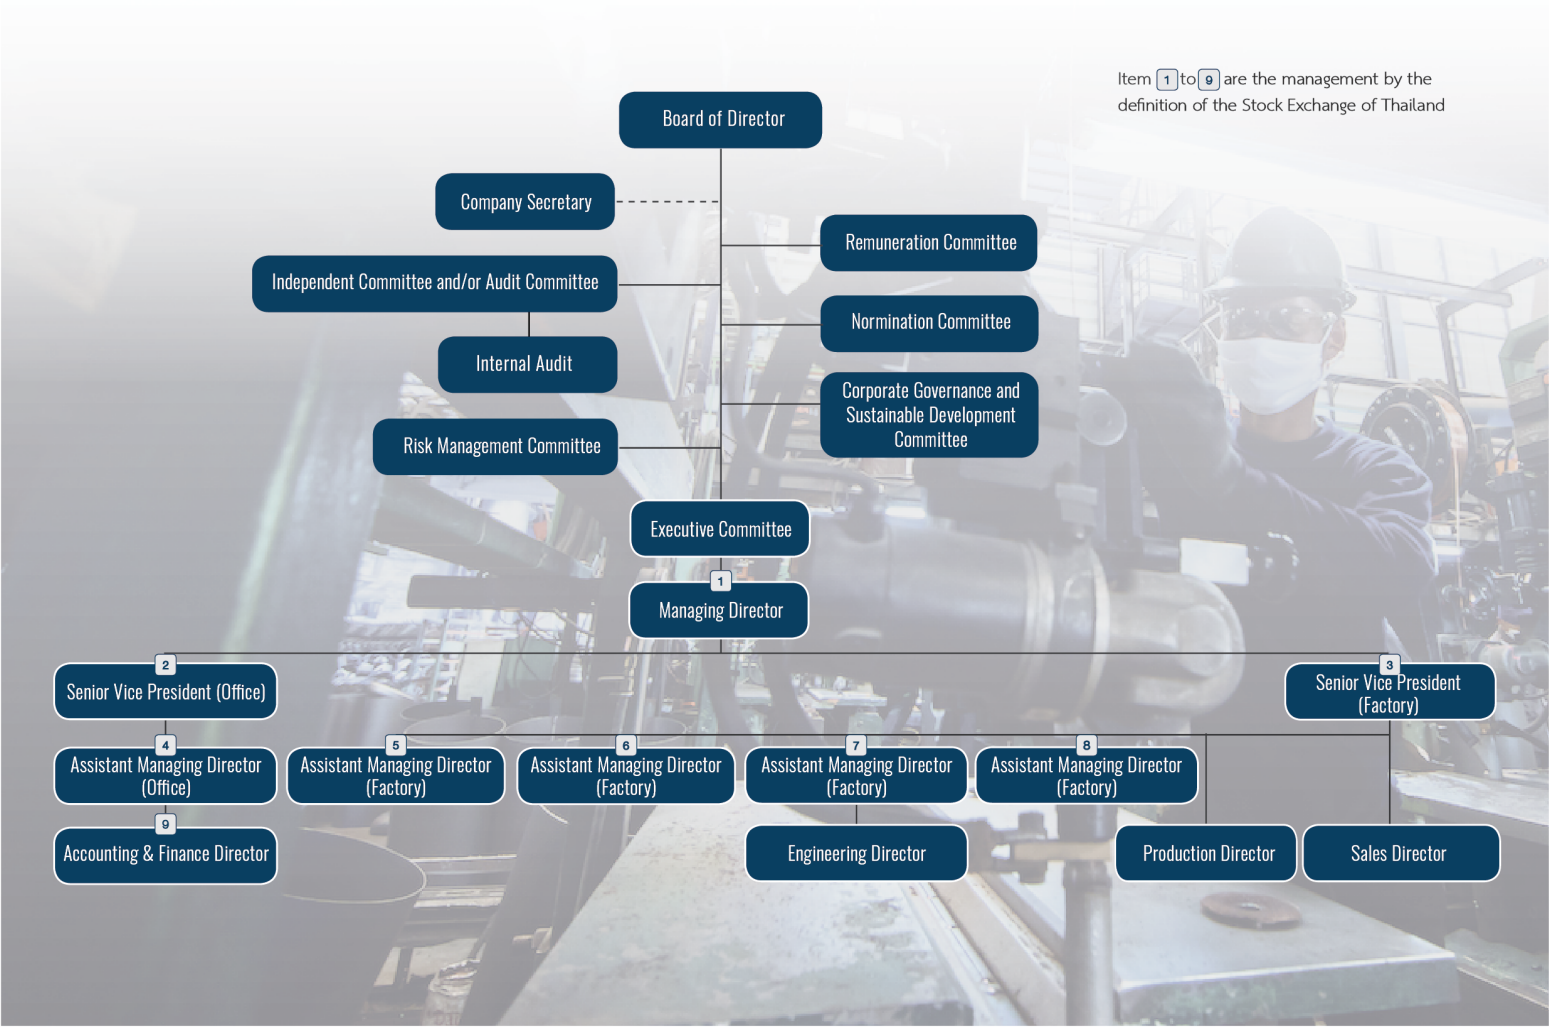 Item 1 to 9 are the management by the
definition of the Stock Exchange of Thailand
Board of Director
Company Secretary
Remuneration Committee
Independent Committee and/or Audit Committee
Normination Committee
Internal Audit
Corporate Governance and
Sustainable Development
Committee
Risk Management Committee
Executive Committee
1
Managing Director
2
Senior Vice President (Office)
3
Senior Vice President
(Factory)
4
Assistant Managing Director
(Office)
5
Assistant Managing Director
(Factory)
6
Assistant Managing Director
(Factory)
7
Assistant Managing Director
(Factory)
8
Assistant Managing Director
(Factory)
9
Accounting & Finance Director
Engineering Director
Production Director
Sales Director